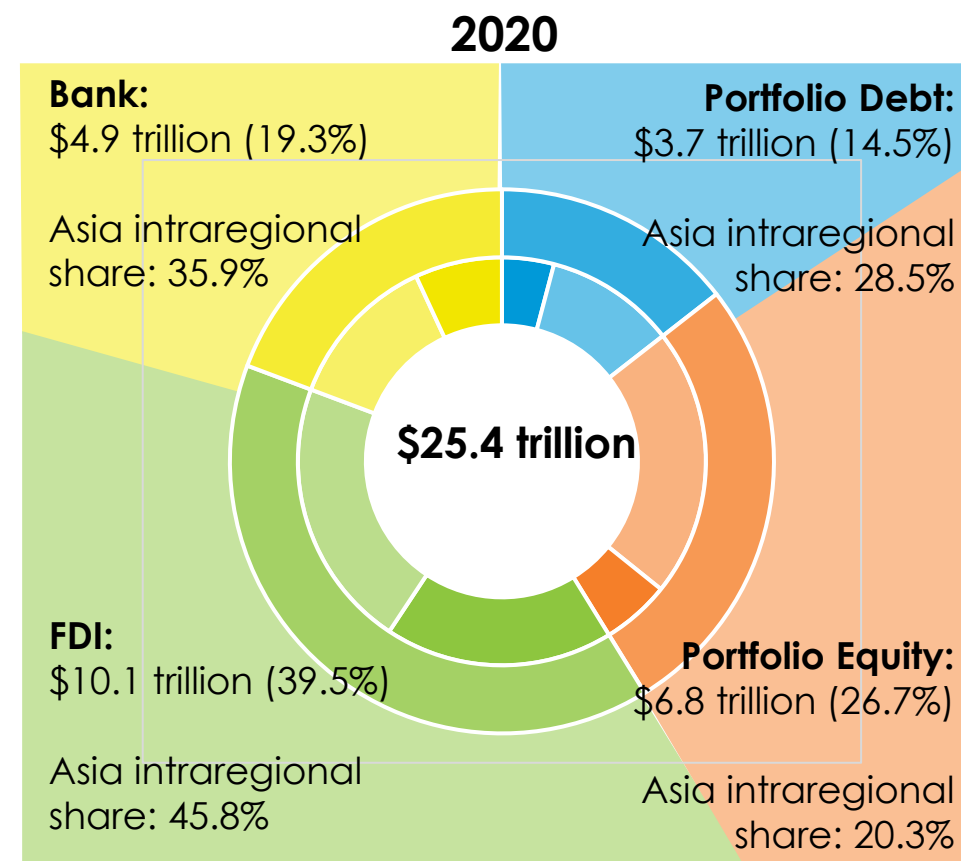 2020
Bank:
$4.9 trillion (19.3%)
Asia intraregional
share: 35.9%
Portfolio Debt:
$3.7 trillion (14.5%)
Asia intraregional
share: 28.5%
$25.4 trillion
FDI:
$10.1 trillion (39.5%)
Asia intraregional
share: 45.8%
Portfolio Equity:
$6.8 trillion (26.7%)
Asia intraregional
share: 20.3%